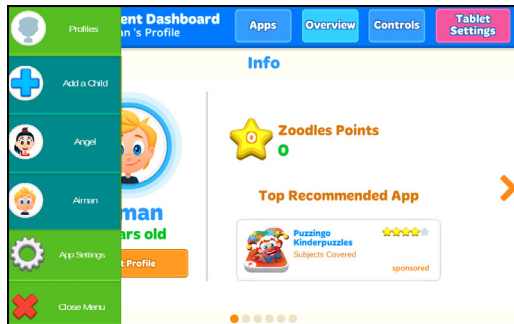 Profiles
Add a Child
Angel
Aiman
App Settings
Close Menu
ent Dashboard
an 's Profile
Apps
Overview
Controls
Tablet
Settings
Info
man
ars old
t Profile
0
Zoodles Points
0
Top Recommended App
Puzzingo
Kinderpuzzles
Subjects Covered
sponsored